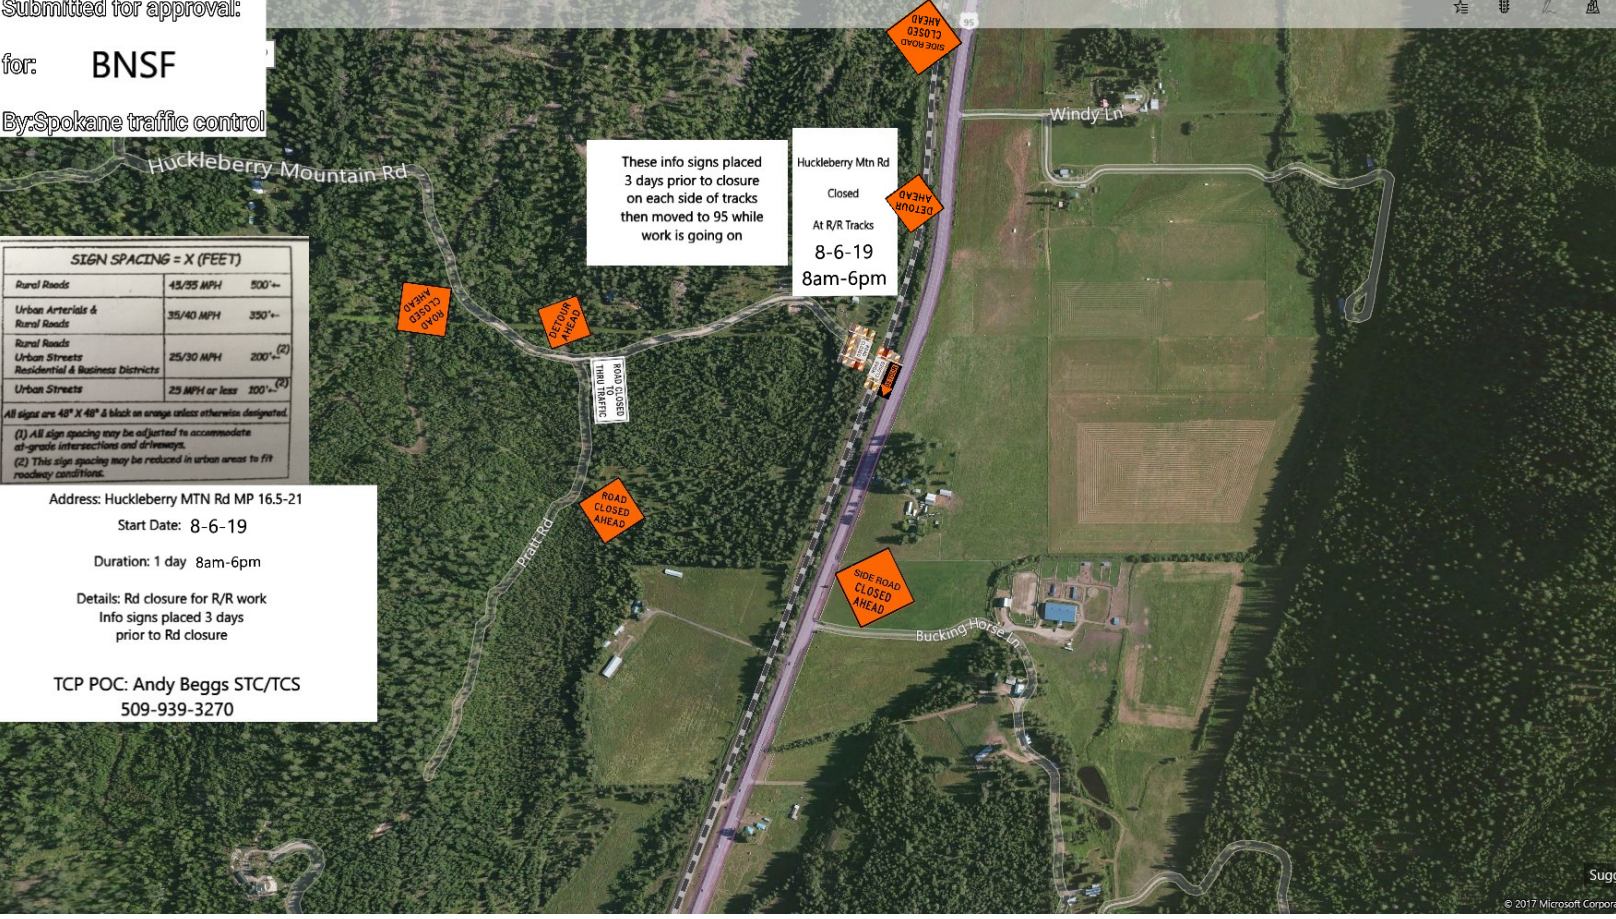 Submitted for approval:
for: BNSF
By:Spokane traffic control
SIDE ROAD
CLOSED
AHEAD
95
Windy Ln
Huckleberry Mountain Rd
These info signs placed
3 days prior to closure
on each side of tracks
then moved to 95 while
work is going on
Huckleberry Mtn Rd
Closed
At R/R Tracks
8-6-19
8am-6pm
DETOUR
AHEAD
SIGN SPACING = X (FEET)
Rural Roads 45/55 MPH 500'+-
Urban Arterials &
Rural Roads 35/40 MPH 350'+-
Rural Roads
Urban Streets 25/30 MPH 200'+-(2)
Residential & Business Districts
Urban Streets 25 MPH or less 100'+-(2)
All signs are 48" X 48" & black on orange unless otherwise designated.
(1) All sign spacing may be adjusted to accommodate
at-grade intersections and driveways.
(2) This sign spacing may be reduced in urban areas to fit
roadway conditions.
ROAD
CLOSED
AHEAD
DETOUR
AHEAD
ROAD CLOSED
TO
THRU TRAFFIC
ROAD
CLOSED
AHEAD
Pratt Rd
SIDE ROAD
CLOSED
AHEAD
Bucking Horse Ln
Address: Huckleberry MTN Rd MP 16.5-21
Start Date: 8-6-19
Duration: 1 day 8am-6pm
Details: Rd closure for R/R work
Info signs placed 3 days
prior to Rd closure
TCP POC: Andy Beggs STC/TCS
509-939-3270
Sugg
© 2017 Microsoft Corpora